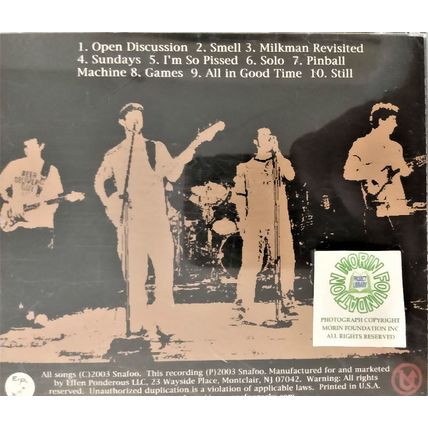 1. Open Discussion 2. Smell 3. Milkman Revisited
4. Sundays 5. I'm So Pissed 6. Solo 7. Pinball
Machine 8. Games 9. All in Good Time 10. Still
MORIN FOUNDATION
PROJECT
LIBRARY
PHOTOGRAPH COPYRIGHT
MORIN FOUNDATION INC
ALL RIGHTS RESERVED
All songs (C)2003 Snafoo. This recording (P)2003 Snafoo. Manufactured for and marketed
by Effen Ponderous LLC, 23 Wayside Place, Montclair, NJ 07042. Warning: All rights
reserved. Unauthorized duplication is a violation of applicable laws. Printed in U.S.A.